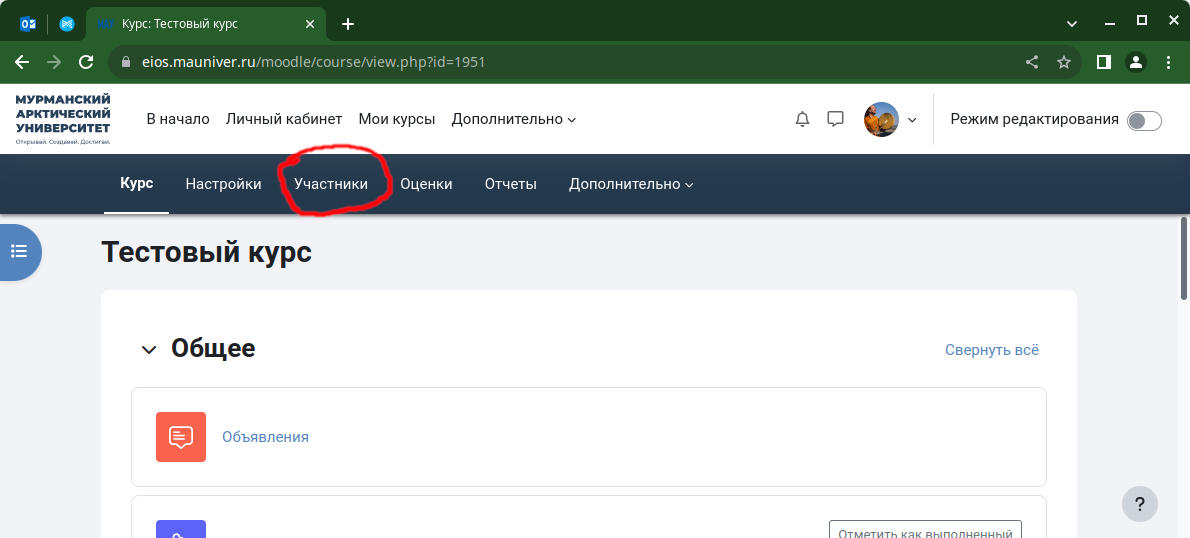 Курс: Тестовый курс
eios.mauniver.ru/moodle/course/view.php?id=1951
МУРМАНСКИЙ
АРКТИЧЕСКИЙ
УНИВЕРСИТЕТ
Открывай. Создавай. Достигай.
В начало Личный кабинет Мои курсы Дополнительно Режим редактирования
Курс Настройки Участники Оценки Отчеты Дополнительно
Тестовый курс
Общее
Свернуть всё
Объявления
Отметить как выполненный
?